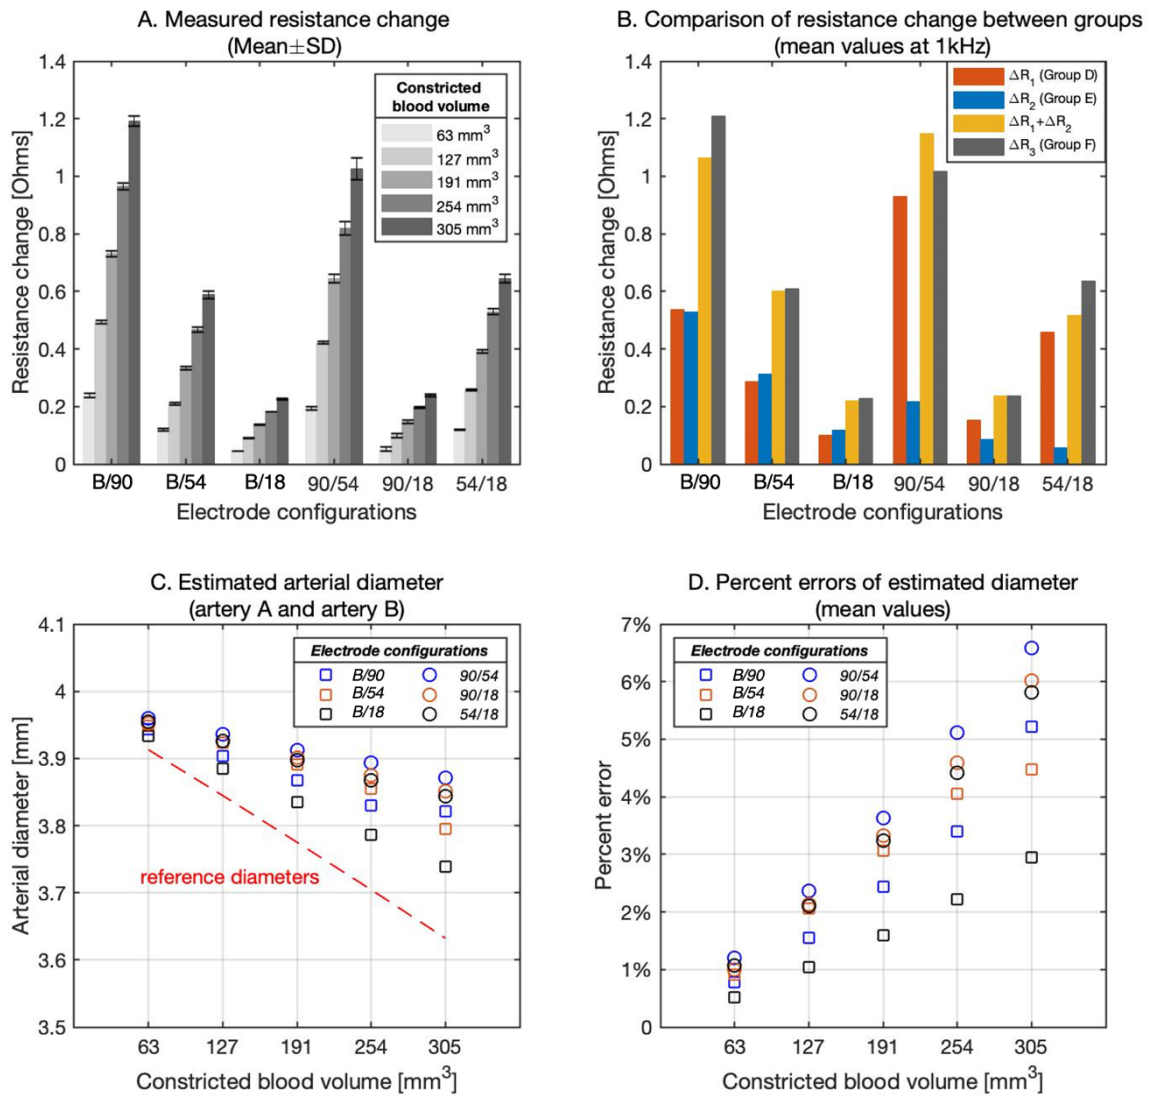 A. Measured resistance change
(Mean±SD)
1.4
1.2
1
0.8
0.6
0.4
0.2
0
Resistance change [Ohms]
Constricted
blood volume
63 mm³
127 mm³
191 mm³
254 mm³
305 mm³
B/90 B/54 B/18 90/54 90/18 54/18
Electrode configurations
B. Comparison of resistance change between groups
(mean values at 1kHz)
1.4
1.2
1
0.8
0.6
0.4
0.2
0
Resistance change [Ohms]
ΔR₁ (Group D)
ΔR₂ (Group E)
ΔR₁+ΔR₂
ΔR₃ (Group F)
B/90 B/54 B/18 90/54 90/18 54/18
Electrode configurations
C. Estimated arterial diameter
(artery A and artery B)
4.1
4
3.9
3.8
3.7
3.6
3.5
Arterial diameter [mm]
Electrode configurations
B/90 90/54
B/54 90/18
B/18 54/18
reference diameters
63 127 191 254 305
Constricted blood volume [mm³]
D. Percent errors of estimated diameter
(mean values)
7%
6%
5%
4%
3%
2%
1%
0
Percent error
Electrode configurations
B/90 90/54
B/54 90/18
B/18 54/18
63 127 191 254 305
Constricted blood volume [mm³]